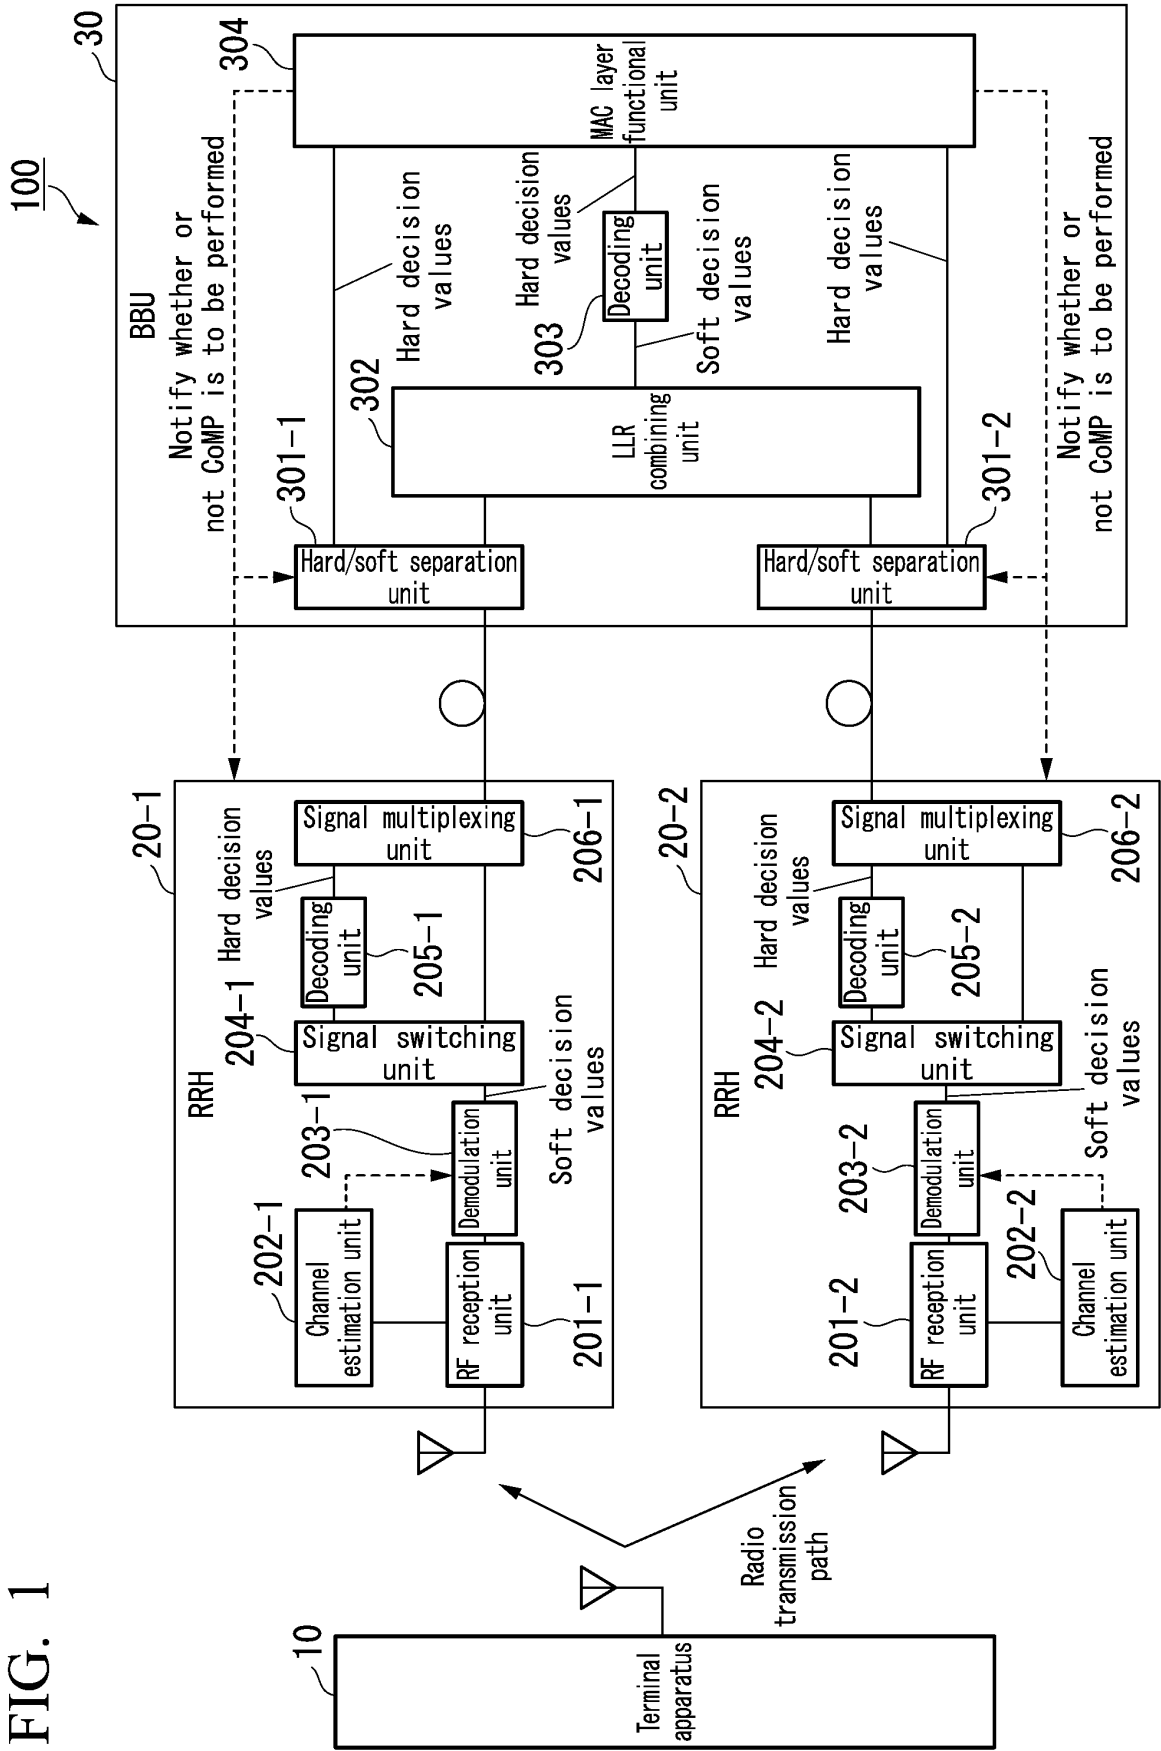 FIG. 1
100
30
BBU
Notify whether or
not CoMP is to be performed
304
MAC layer
functional
unit
Hard decision
values
Hard decision
values
303
Decoding
unit
Soft decision
values
Hard decision
values
302
LLR
combining
unit
301-1
Hard/soft separation
unit
301-2
Hard/soft separation
unit
Notify whether or
not CoMP is to be performed
20-1
RRH
Hard decision
values
Signal multiplexing
unit
206-1
Decoding
unit
205-1
204-1
Signal switching
unit
Soft decision
values
203-1
Demodulation
unit
202-1
Channel
estimation unit
RF reception
unit
201-1
20-2
RRH
Hard decision
values
Signal multiplexing
unit
206-2
Decoding
unit
205-2
204-2
Signal switching
unit
Soft decision
values
203-2
Demodulation
unit
202-2
Channel
estimation unit
201-2
RF reception
unit
Radio
transmission
path
10
Terminal
apparatus